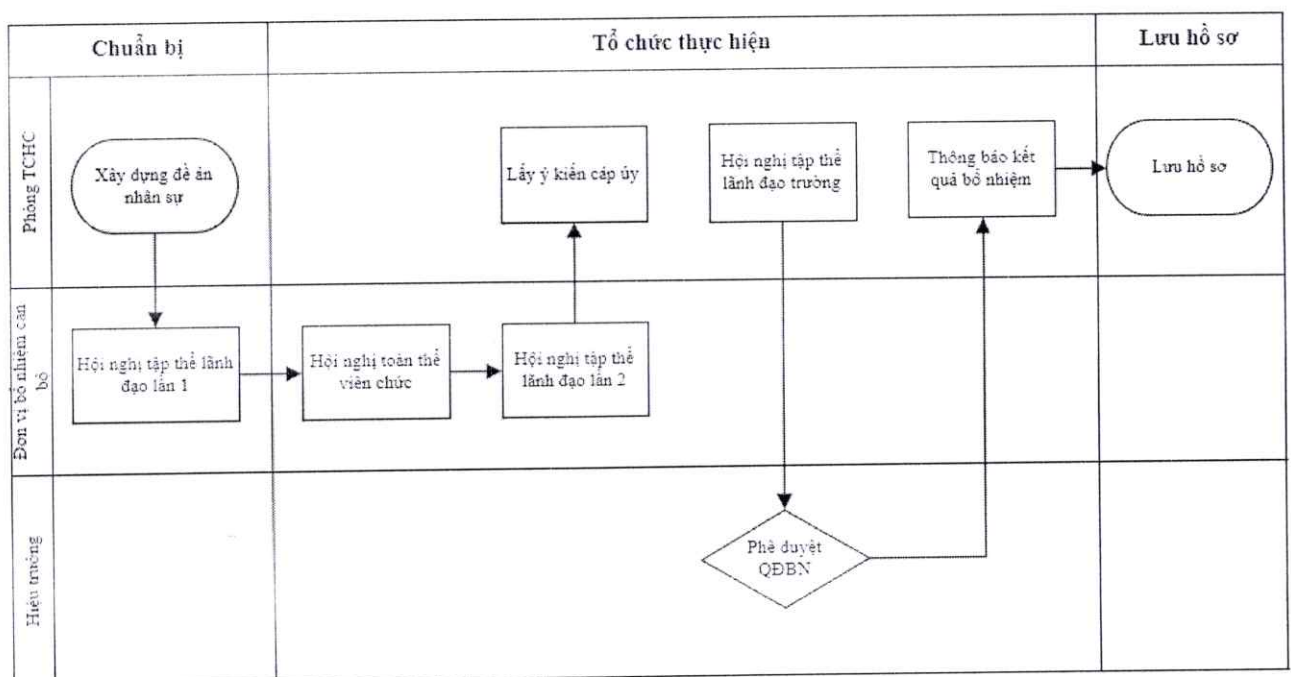 Chuẩn bị
Tổ chức thực hiện
Lưu hồ sơ
Phòng TCHC
Xây dựng đề án
nhân sự
Lấy ý kiến cấp ủy
Hội nghị tập thể
lãnh đạo trường
Thông báo kết
quả bổ nhiệm
Lưu hồ sơ
Đơn vị bổ nhiệm cán
bộ
Hội nghị tập thể lãnh
đạo lần 1
Hội nghị toàn thể
viên chức
Hội nghị tập thể
lãnh đạo lần 2
Hiệu trưởng
Phê duyệt
QĐBN